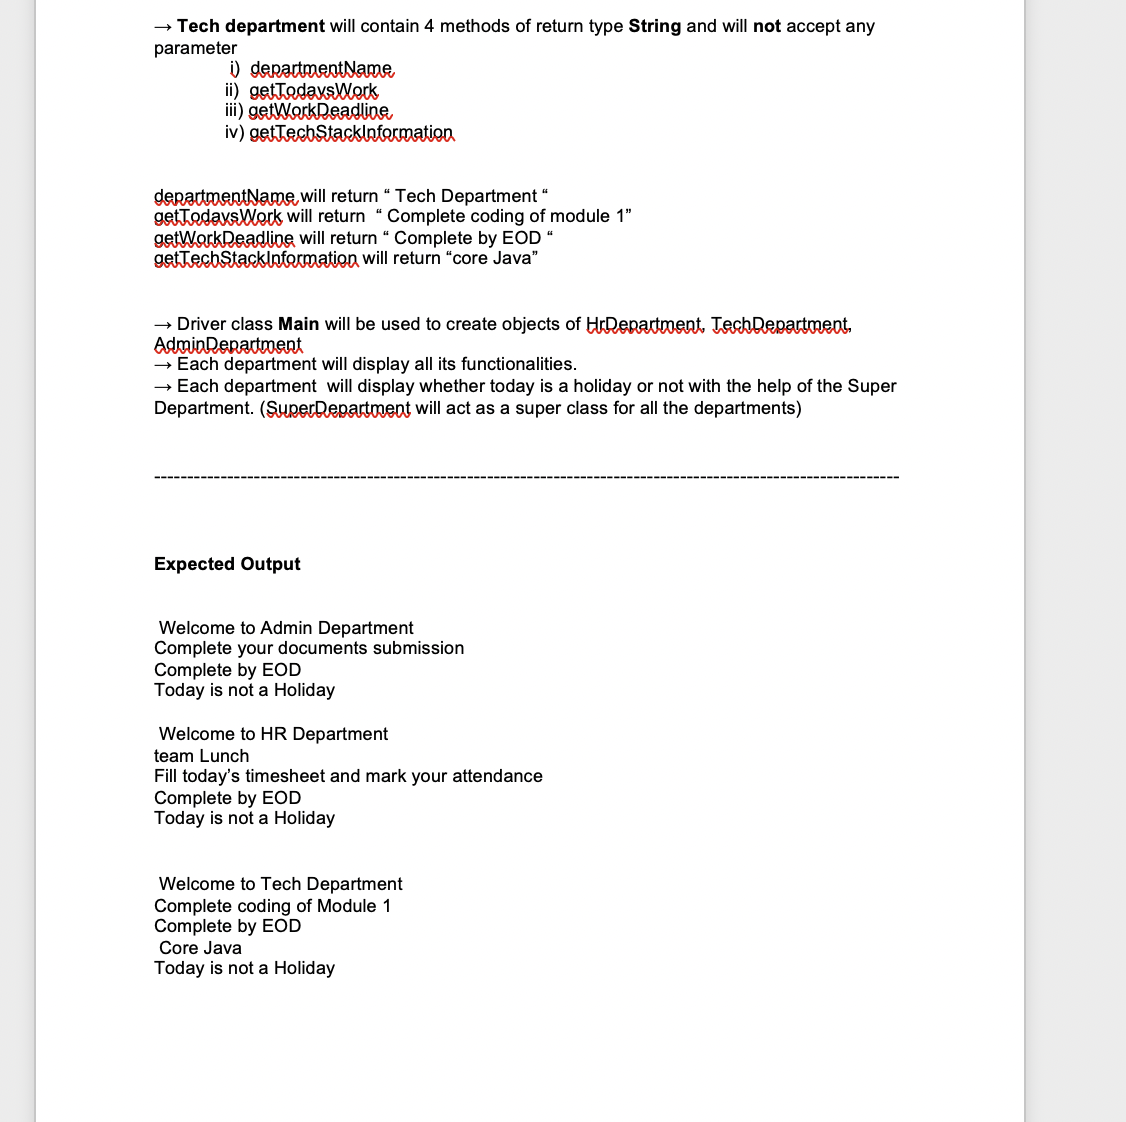 → Tech department will contain 4 methods of return type String and will not accept any
parameter
i) departmentName
ii) getTodaysWork
iii) getWorkDeadline
iv) getTechStackInformation
departmentName will return “ Tech Department “
getTodaysWork will return “ Complete coding of module 1”
getWorkDeadline will return “ Complete by EOD “
getTechStackInformation will return “core Java”
→ Driver class Main will be used to create objects of HrDepartment, TechDepartment,
AdminDepartment
→ Each department will display all its functionalities.
→ Each department will display whether today is a holiday or not with the help of the Super
Department. (SuperDepartment will act as a super class for all the departments)
-----------------------------------------------------------------------------------------------------------------
Expected Output
Welcome to Admin Department
Complete your documents submission
Complete by EOD
Today is not a Holiday
Welcome to HR Department
team Lunch
Fill today’s timesheet and mark your attendance
Complete by EOD
Today is not a Holiday
Welcome to Tech Department
Complete coding of Module 1
Complete by EOD
Core Java
Today is not a Holiday